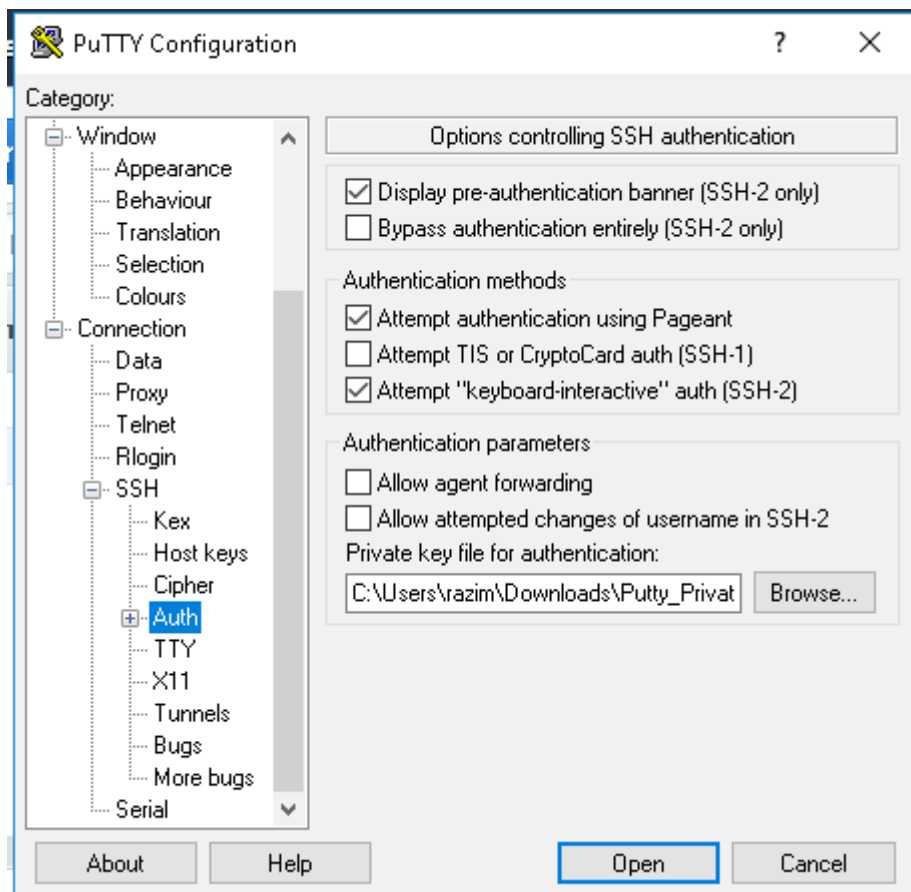 PuTTY Configuration
?
Category:
Window
Appearance
Behaviour
Translation
Selection
Colours
Connection
Data
Proxy
Telnet
Rlogin
SSH
Kex
Host keys
Cipher
Auth
TTY
X11
Tunnels
Bugs
More bugs
Serial
Options controlling SSH authentication
Display pre-authentication banner (SSH-2 only)
Bypass authentication entirely (SSH-2 only)
Authentication methods
Attempt authentication using Pageant
Attempt TIS or CryptoCard auth (SSH-1)
Attempt "keyboard-interactive" auth (SSH-2)
Authentication parameters
Allow agent forwarding
Allow attempted changes of username in SSH-2
Private key file for authentication:
C:\Users\razim\Downloads\Putty_Privat
Browse...
About
Help
Open
Cancel